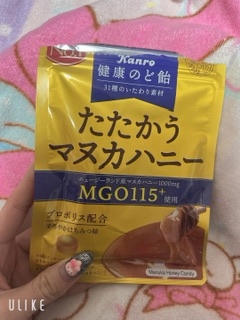 No.1
Kanro
健康のど飴
31種のいたわり素材
たたかう
マヌカハニー
ニュージーランド産マヌカハニー1000mg
MGO115+
使用
プロポリス配合
Manuka Honey Candy
ULIKE